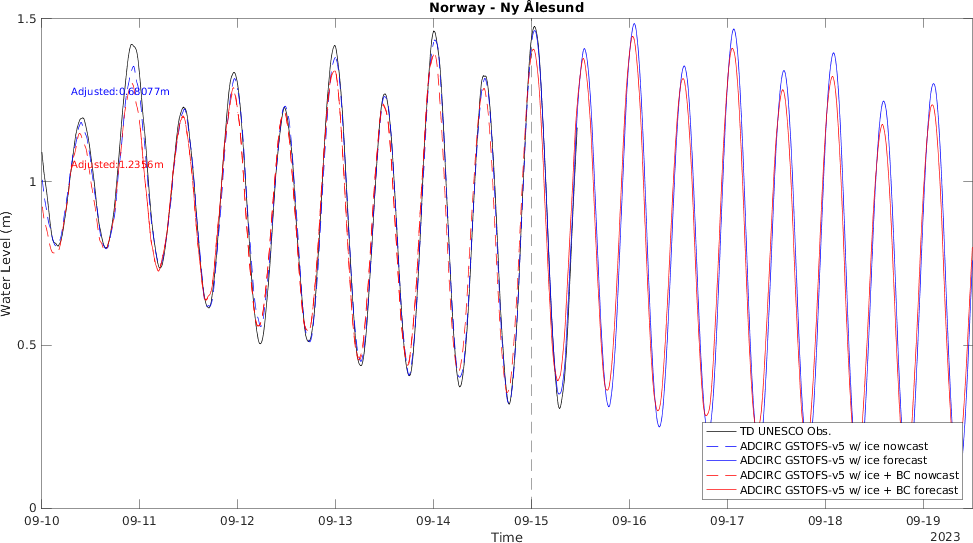 Norway - Ny Ålesund
1.5
1
0.5
0
Water Level (m)
Adjusted:0.68077m
Adjusted:1.2356m
TD UNESCO Obs.
ADCIRC GSTOFS-v5 w/ ice nowcast
ADCIRC GSTOFS-v5 w/ ice forecast
ADCIRC GSTOFS-v5 w/ ice + BC nowcast
ADCIRC GSTOFS-v5 w/ ice + BC forecast
09-10 09-11 09-12 09-13 09-14 09-15 09-16 09-17 09-18 09-19
Time
2023